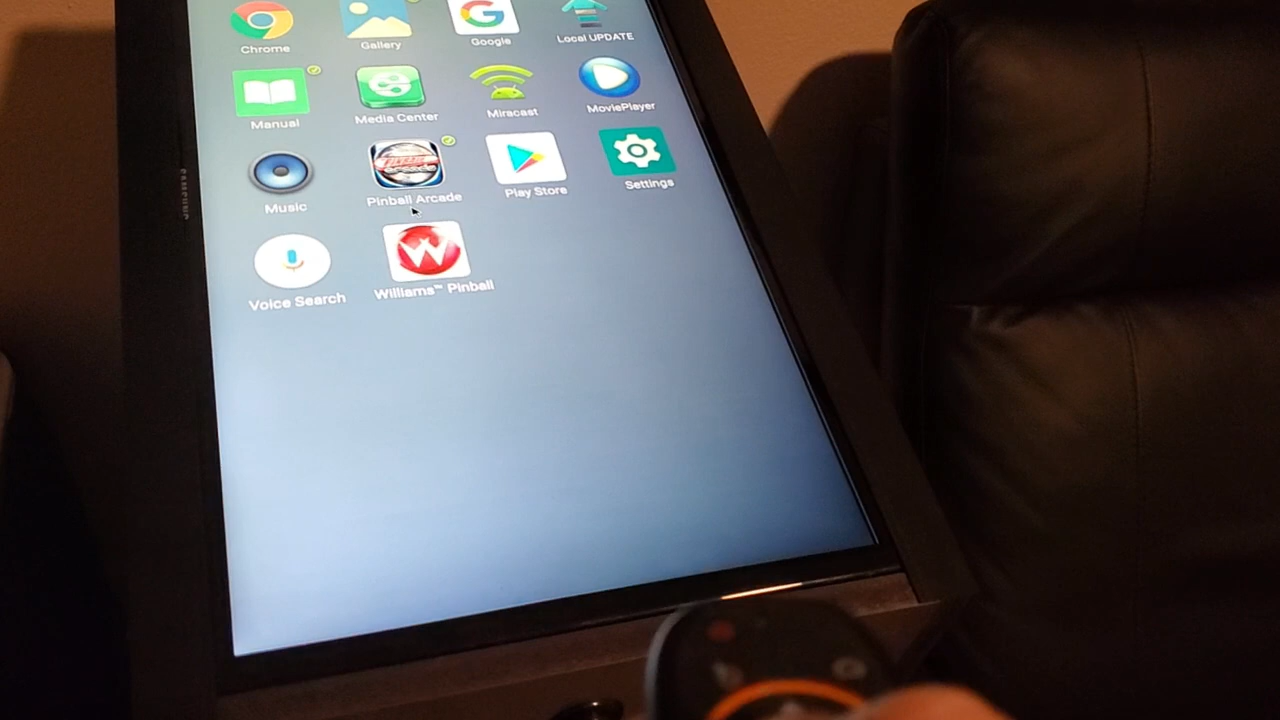 Chrome
Gallery
Google
Local UPDATE
Manual
Media Center
Miracast
MoviePlayer
Music
Pinball Arcade
Play Store
Settings
Voice Search
Williams™ Pinball